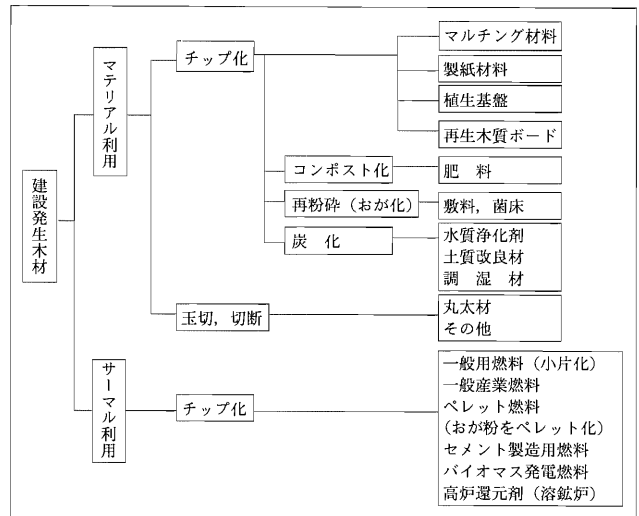 建設発生木材
マテリアル利用
チップ化
マルチング材料
製紙材料
植生基盤
再生木質ボード
コンポスト化
肥 料
再粉砕（おが化）
敷料，菌床
炭 化
水質浄化剤
土質改良材
調 湿 材
玉切，切断
丸太材
その他
サーマル利用
チップ化
一般用燃料（小片化）
一般産業燃料
ペレット燃料
（おが粉をペレット化）
セメント製造用燃料
バイオマス発電燃料
高炉還元剤（溶鉱炉）